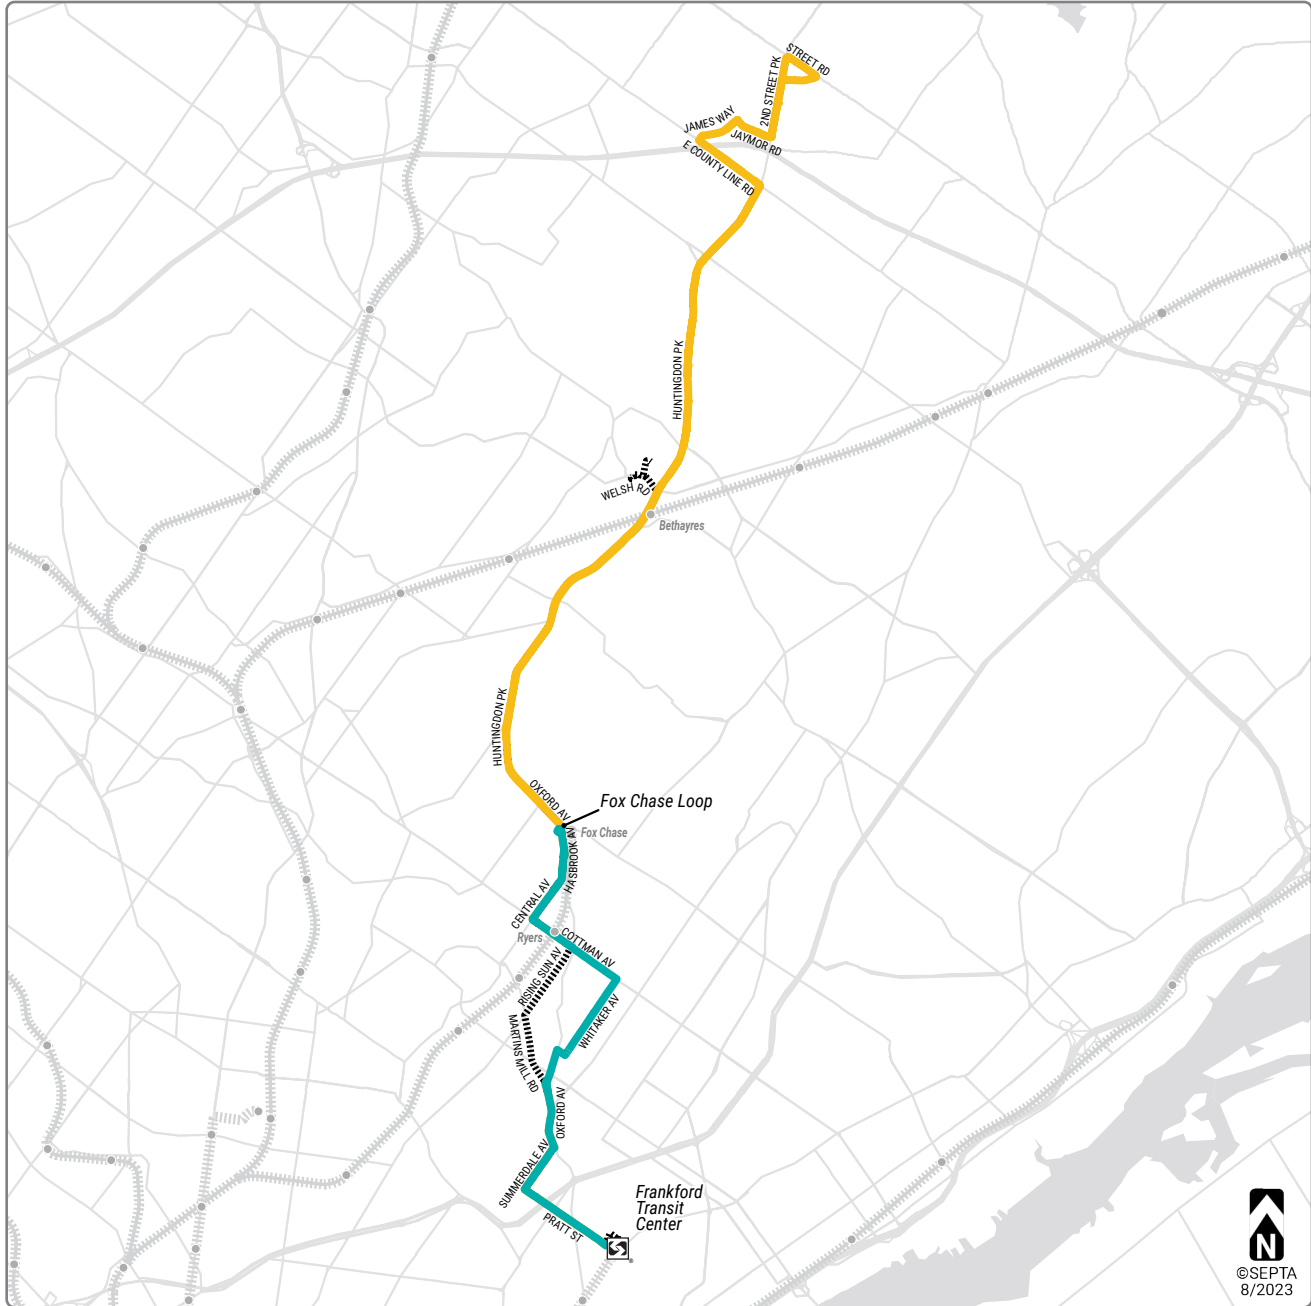 STREET RD
2ND STREET PK
JAMES WAY
JAYMOR RD
E COUNTY LINE RD
HUNTINGDON PK
WELSH RD
Bethayres
HUNTINGDON PK
OXFORD AV
Fox Chase Loop
Fox Chase
HASBROOK AV
CENTRAL AV
Ryers
COTTMAN AV
RISING SUN AV
WHITAKER AV
MARTINS MILL RD
OXFORD AV
SUMMERDALE AV
PRATT ST
Frankford
Transit
Center
N
©SEPTA
8/2023